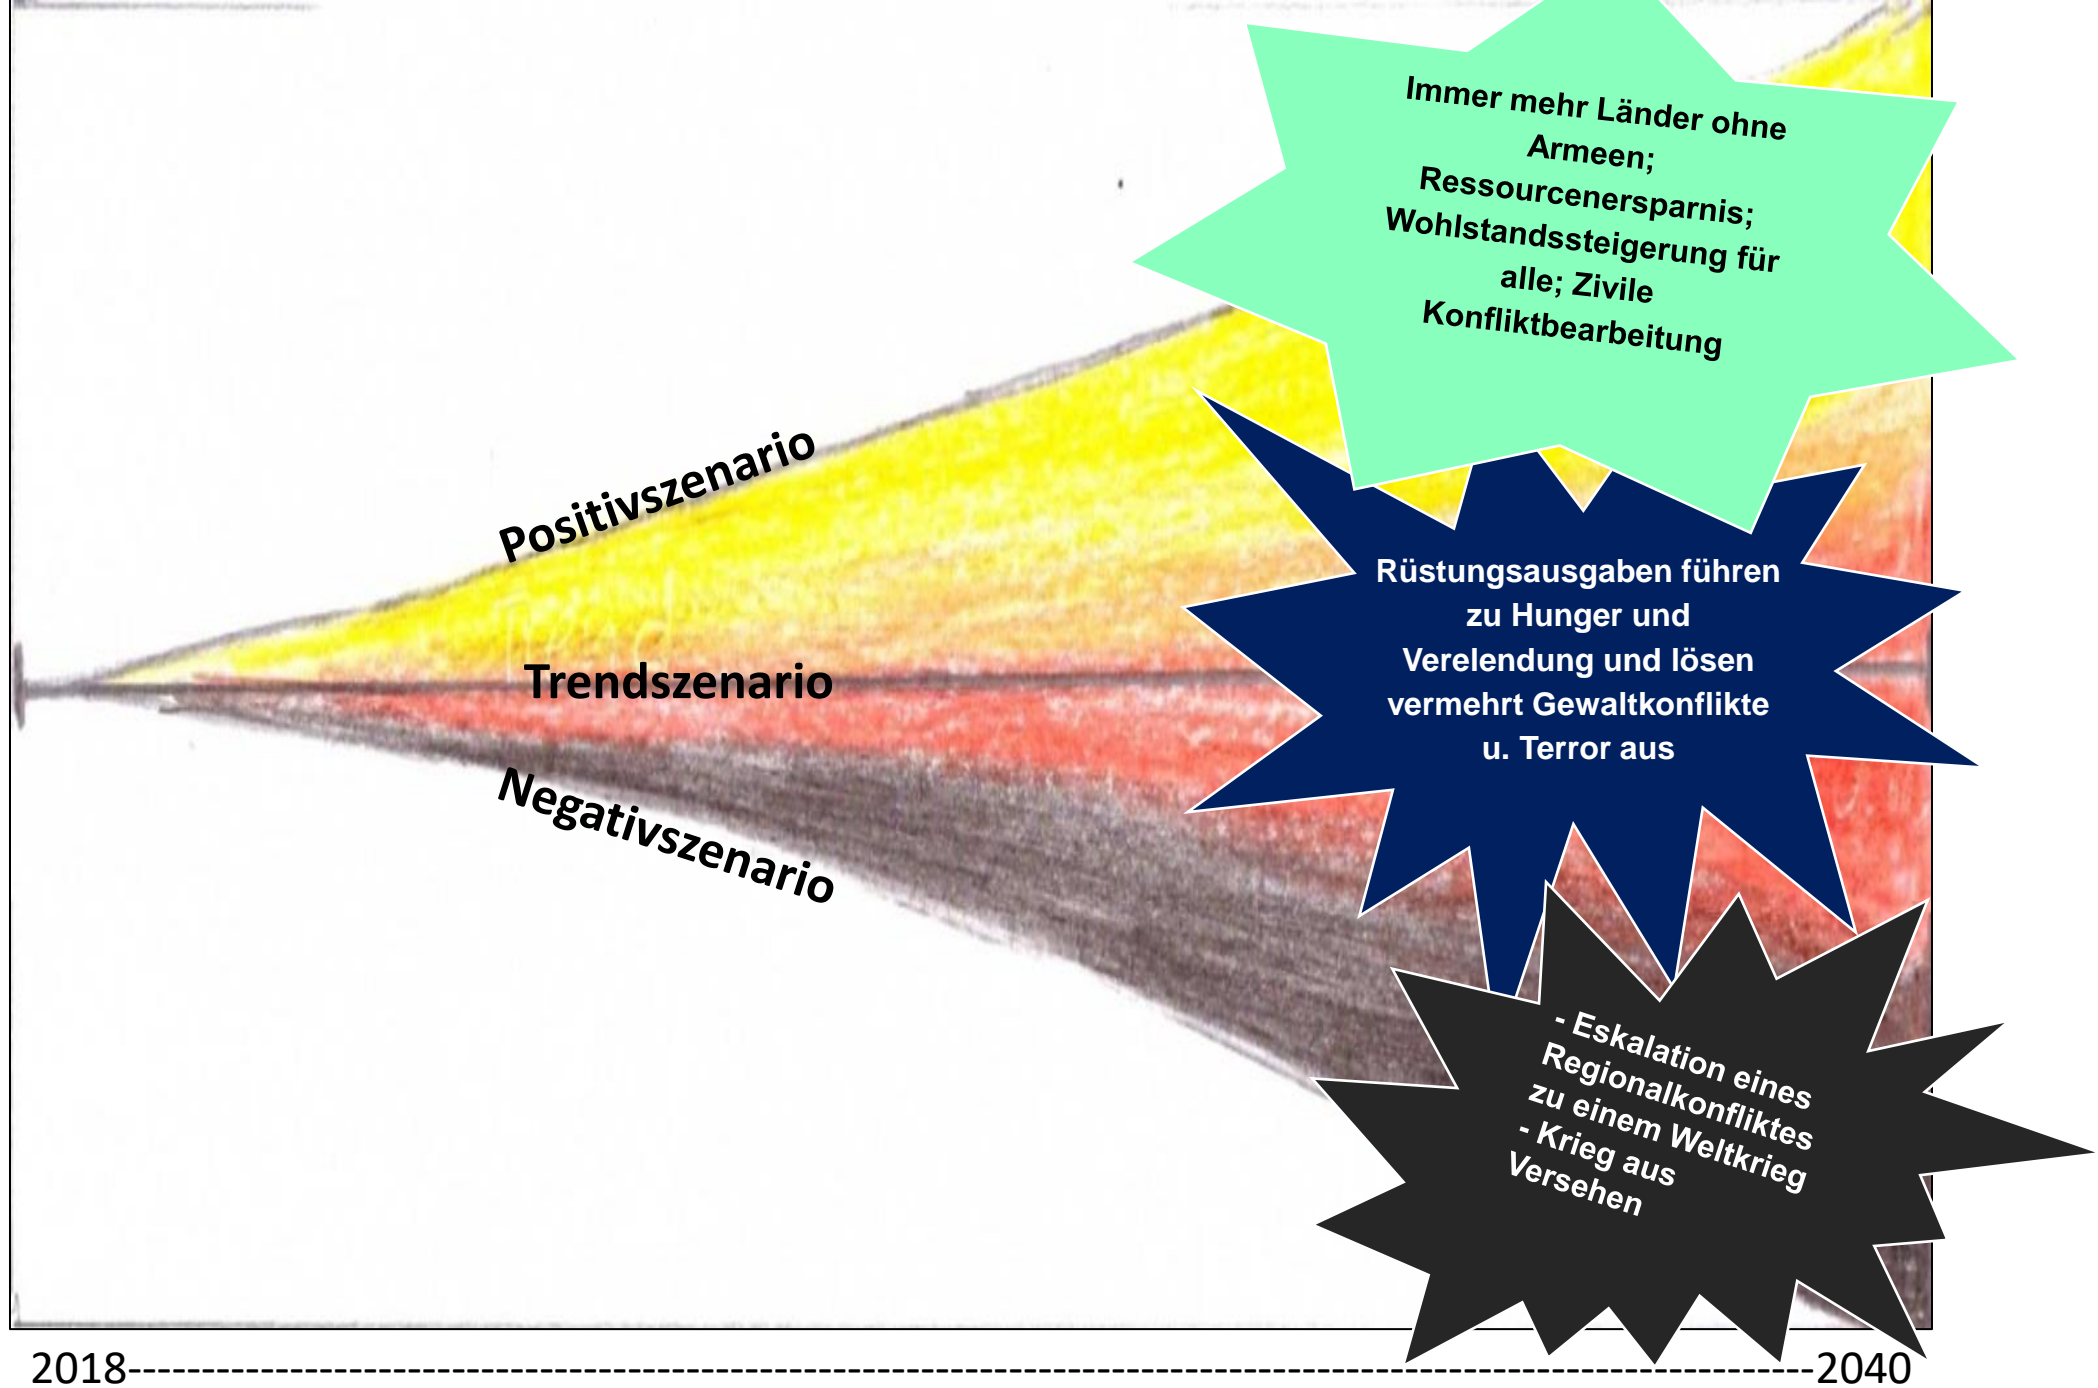 Immer mehr Länder ohne
Armeen;
Ressourcenersparnis;
Wohlstandssteigerung für
alle; Zivile
Konfliktbearbeitung
Positivszenario
Rüstungsausgaben führen
zu Hunger und
Verelendung und lösen
vermehrt Gewaltkonflikte
u. Terror aus
Trend
Trendszenario
Negativszenario
- Eskalation eines
Regionalkonfliktes
zu einem Weltkrieg
- Krieg aus
Versehen
2018--------------------------------------------------------------------------------------------2040